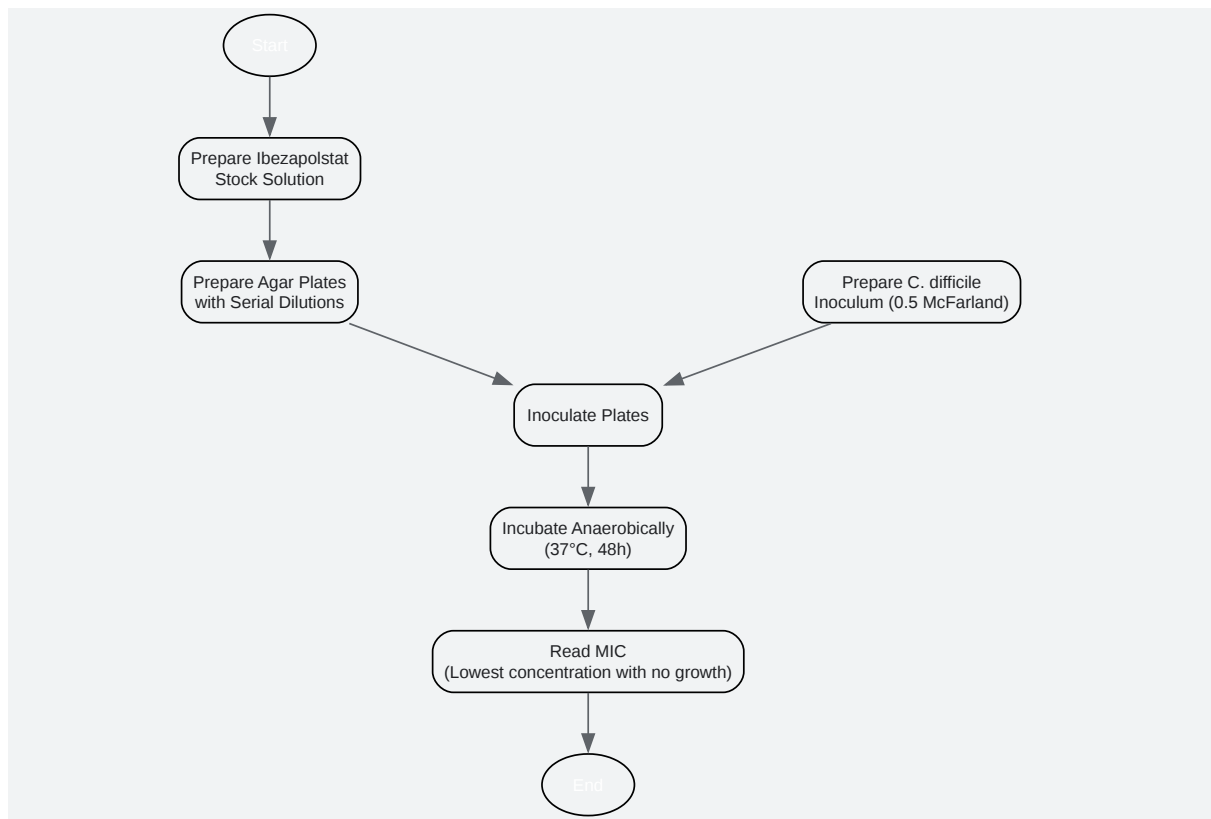 Start
Prepare Ibezapolstat
Stock Solution
Prepare Agar Plates
with Serial Dilutions
Prepare C. difficile
Inoculum (0.5 McFarland)
Inoculate Plates
Incubate Anaerobically
(37°C, 48h)
Read MIC
(Lowest concentration with no growth)
End